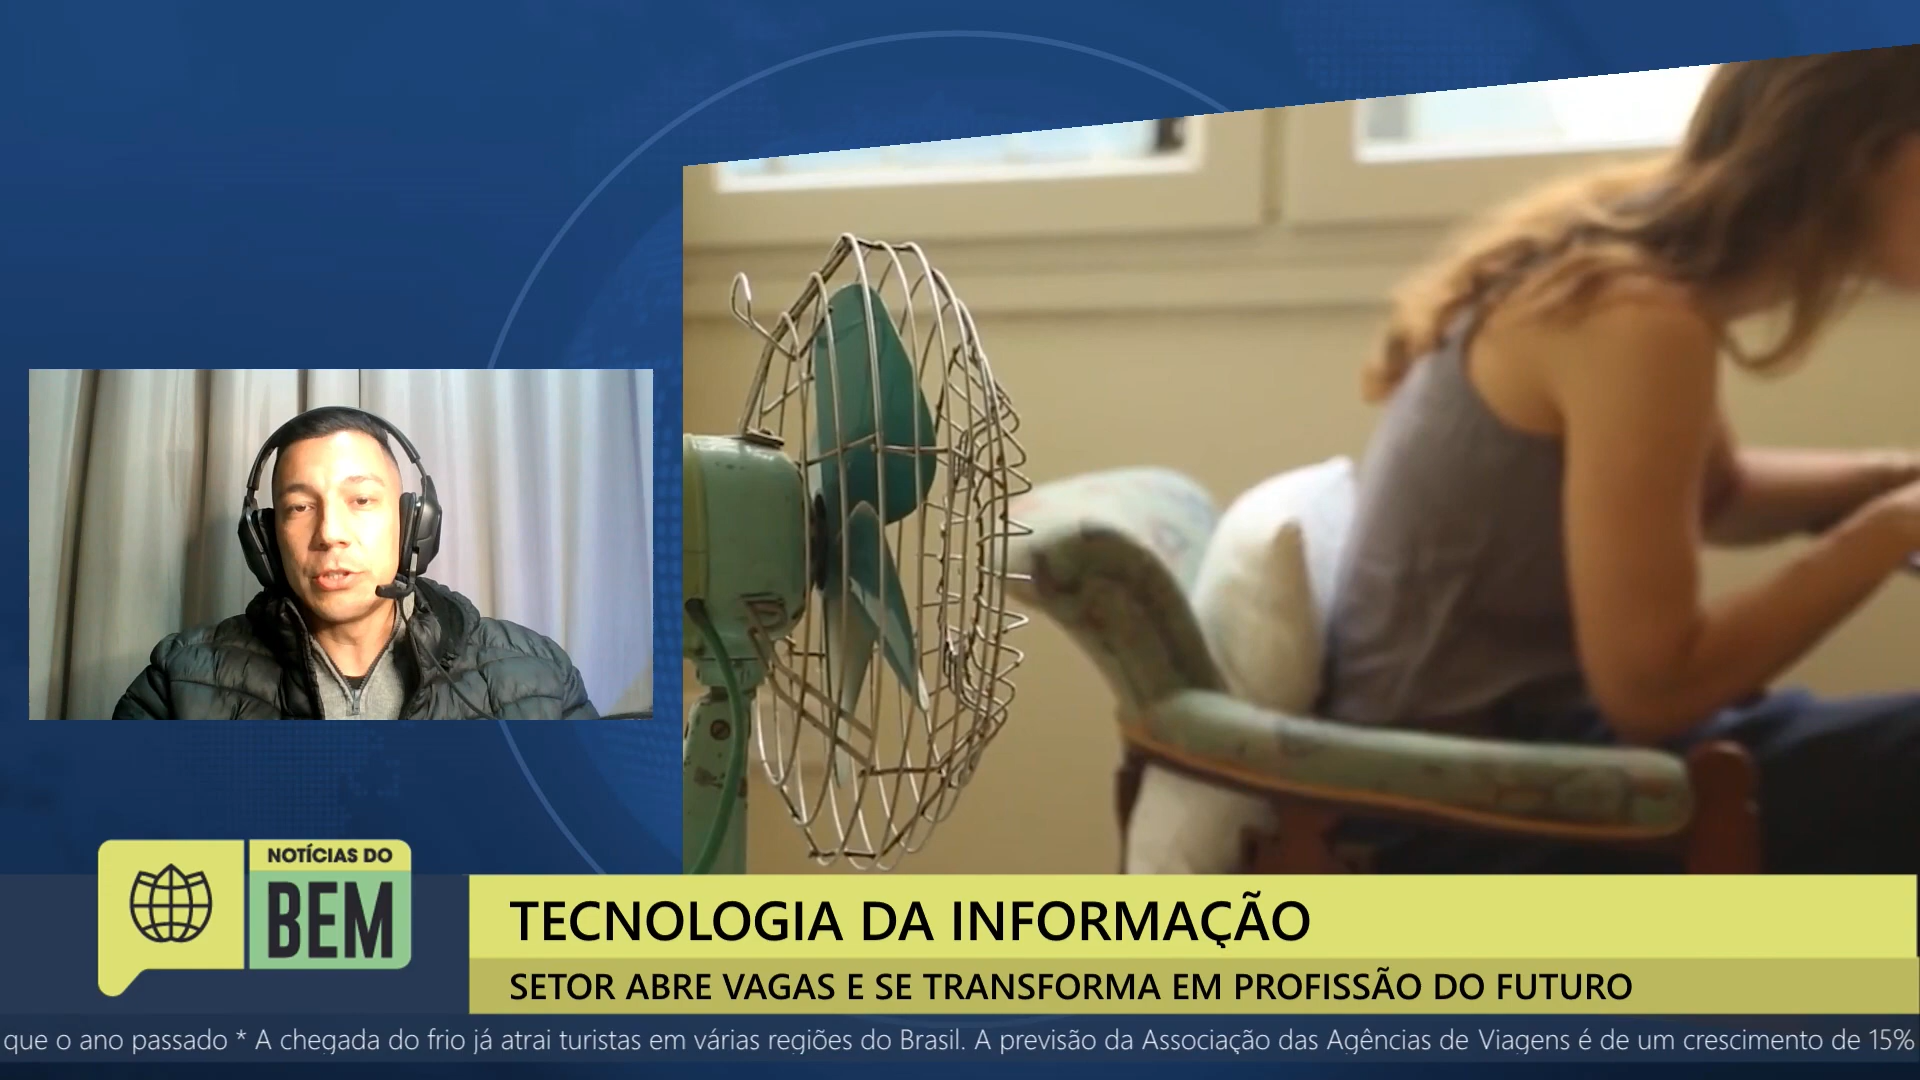 NOTÍCIAS DO
BEM
TECNOLOGIA DA INFORMAÇÃO
SETOR ABRE VAGAS E SE TRANSFORMA EM PROFISSÃO DO FUTURO
que o ano passado * A chegada do frio já atrai turistas em várias regiões do Brasil. A previsão da Associação das Agências de Viagens é de um crescimento de 15%